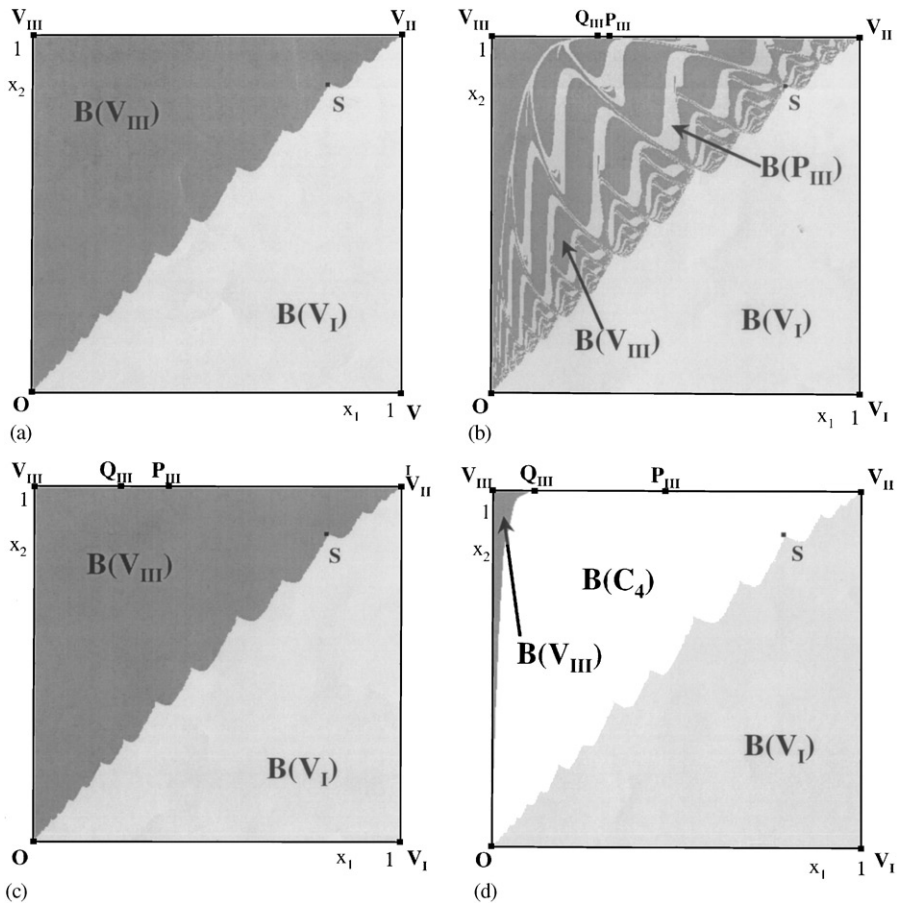 V_III V_II
1
x_2
B(V_III)
S
B(V_I)
O x_1 1 V
(a)
Q_III P_III V_II
1
x_2
S
B(P_III)
B(V_III)
B(V_I)
O x_1 1 V_I
(b)
V_III Q_III P_III I V_II
1
x_2
B(V_III)
S
B(V_I)
O x_1 1 V_I
(c)
V_III Q_III P_III V_II
1
x_2
S
B(C_4)
B(V_III)
B(V_I)
O x_1 1 V_I
(d)